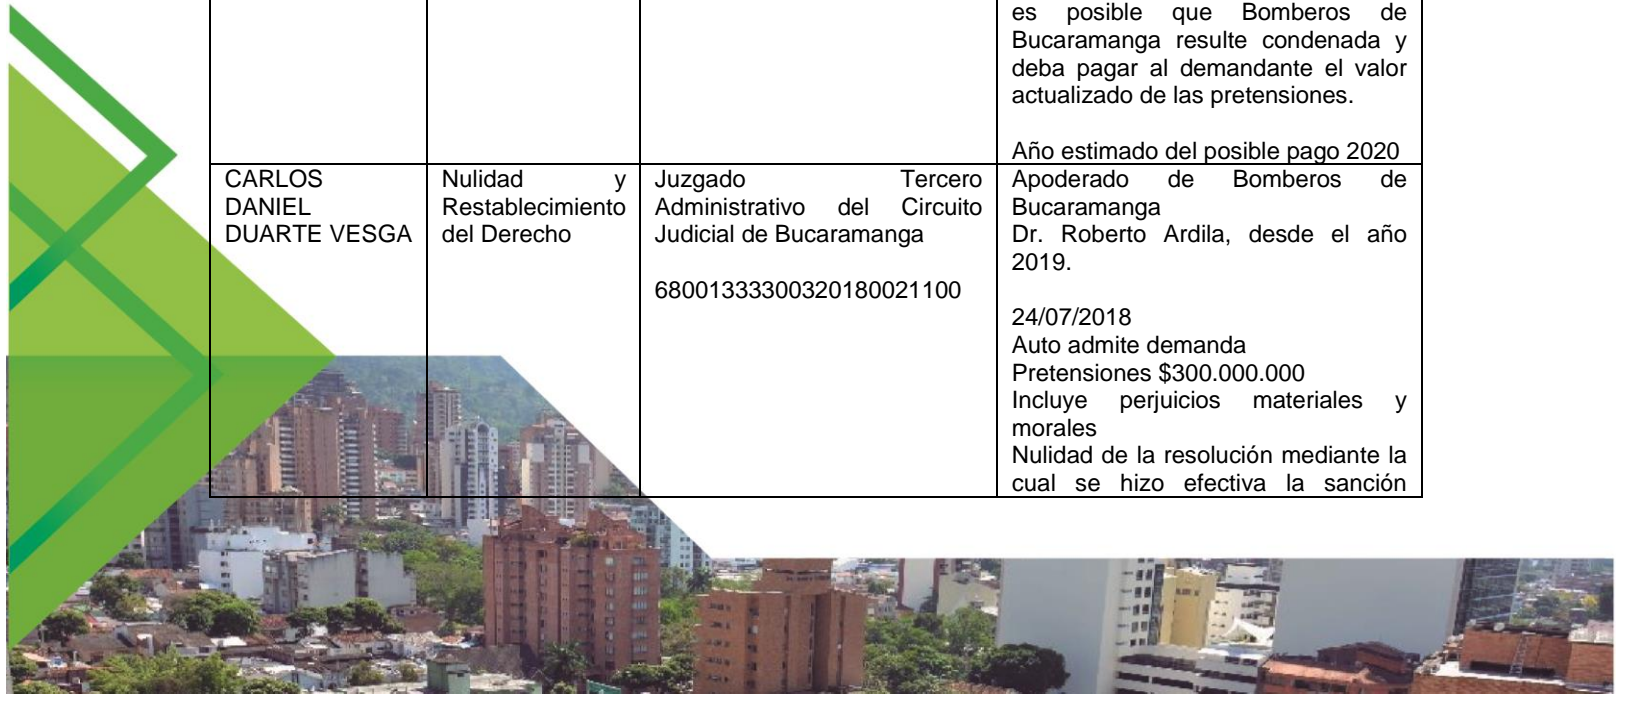 es posible que Bomberos de
Bucaramanga resulte condenada y
deba pagar al demandante el valor
actualizado de las pretensiones.
Año estimado del posible pago 2020
CARLOS
DANIEL
DUARTE VESGA
Nulidad y
Restablecimiento
del Derecho
Juzgado Tercero
Administrativo del Circuito
Judicial de Bucaramanga
68001333300320180021100
Apoderado de Bomberos de
Bucaramanga
Dr. Roberto Ardila, desde el año
2019.
24/07/2018
Auto admite demanda
Pretensiones $300.000.000
Incluye perjuicios materiales y
morales
Nulidad de la resolución mediante la
cual se hizo efectiva la sanción